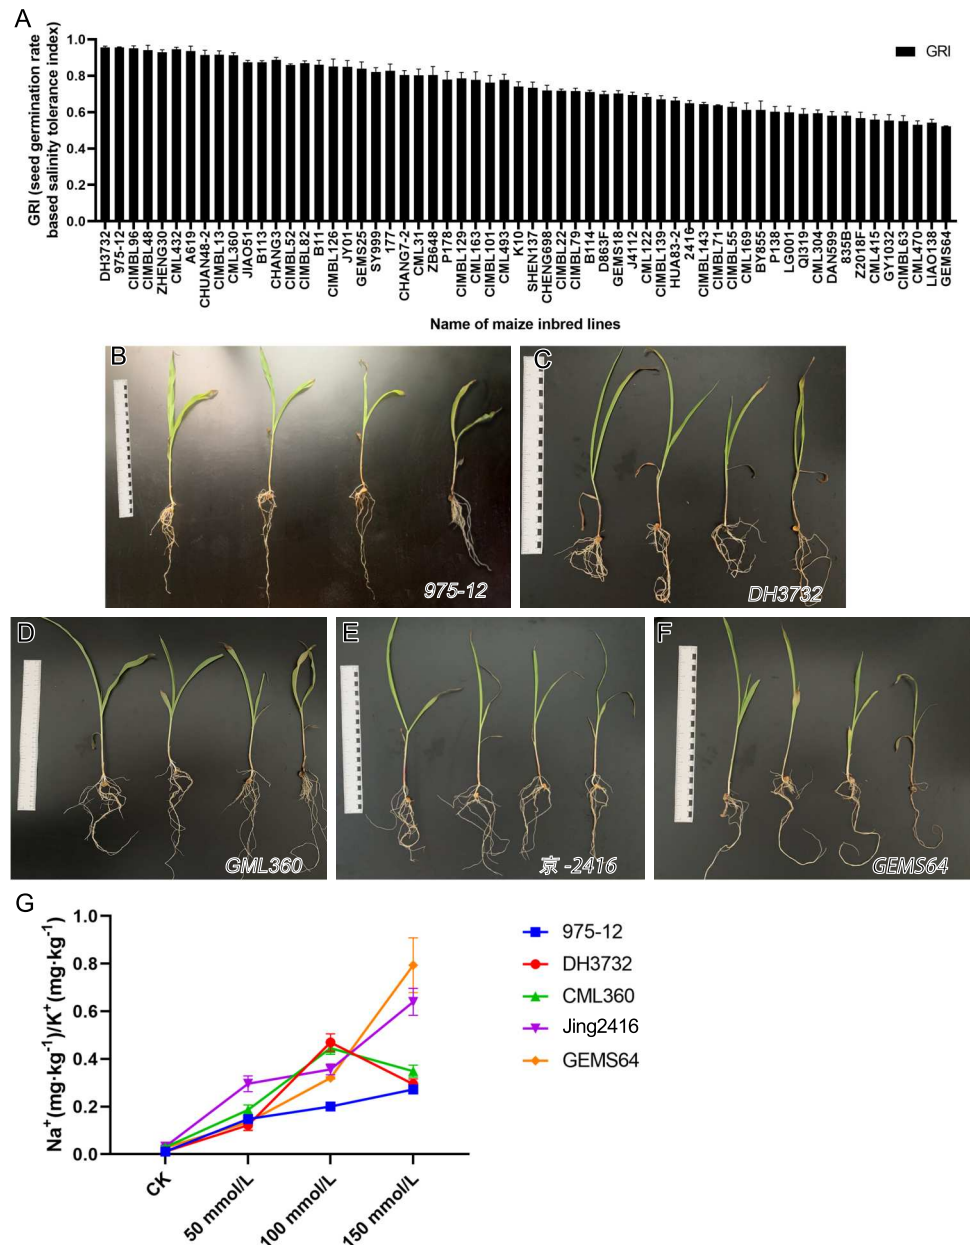 A
GRI (seed germination rate
based salinity tolerance index)
1.0
0.8
0.6
0.4
0.2
0.0
GRI
DH3732
975-12
CIMBL96
CIMBL48
ZHENG30
CML432
A619
CHUAN48-2
CIMBL13
CML360
JIAO51
B113
CHANG3
CIMBL52
CIMBL82
B11
CIMBL126
JY01
GEMS25
SY999
177
CHANG7-2
CML31
ZB648
P178
CIMBL129
CML163
CIMBL101
CML493
K10
SHEN137
CHENG698
CIMBL22
CIMBL79
B114
D863F
GEMS18
J4112
CML122
CIMBL139
HUA83-2
2416
CIMBL143
CIMBL71
CIMBL55
CML169
BY855
P138
LG001
QI319
CML304
DAN599
835B
Z2018F
CML415
GY1032
CIMBL63
CML470
LIAO138
GEMS64
Name of maize inbred lines
B
975-12
C
DH3732
D
GML360
E
京-2416
F
GEMS64
G
Na⁺(mg·kg⁻¹)/K⁺(mg·kg⁻¹)
1.0
0.8
0.6
0.4
0.2
0.0
CK
50 mmol/L
100 mmol/L
150 mmol/L
975-12
DH3732
CML360
Jing2416
GEMS64